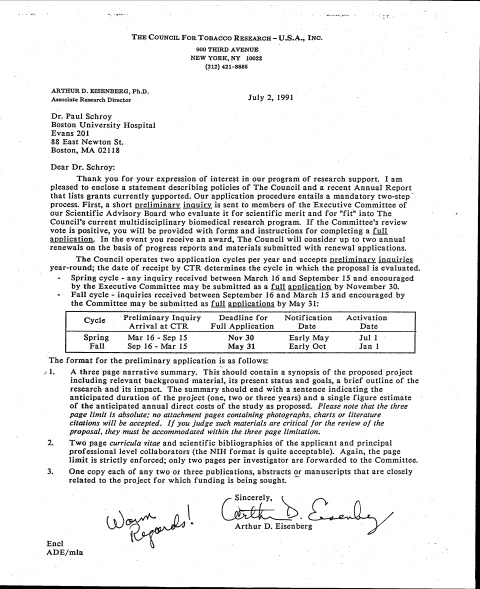 THE COUNCIL FOR TOBACCO RESEARCH – U.S.A., INC.
900 THIRD AVENUE
NEW YORK, NY 10022
(212) 421-8885
ARTHUR D. EISENBERG, Ph.D.
Associate Research Director
July 2, 1991
Dr. Paul Schroy
Boston University Hospital
Evans 201
88 East Newton St.
Boston, MA 02118
Dear Dr. Schroy:
Thank you for your expression of interest in our program of research support. I am
pleased to enclose a statement describing policies of The Council and a recent Annual Report
that lists grants currently supported. Our application procedure entails a mandatory two-step
process. First, a short preliminary inquiry is sent to members of the Executive Committee of
our Scientific Advisory Board who evaluate it for scientific merit and for "fit" into The
Council's current multidisciplinary biomedical research program. If the Committee's review
vote is positive, you will be provided with forms and instructions for completing a full
application. In the event you receive an award, The Council will consider up to two annual
renewals on the basis of progress reports and materials submitted with renewal applications.
The Council operates two application cycles per year and accepts preliminary inquiries
year-round; the date of receipt by CTR determines the cycle in which the proposal is evaluated.
- Spring cycle - any inquiry received between March 16 and September 15 and encouraged
by the Executive Committee may be submitted as a full application by November 30.
- Fall cycle - inquiries received between September 16 and March 15 and encouraged by
the Committee may be submitted as full applications by May 31:
Cycle Preliminary Inquiry Arrival at CTR Deadline for Full Application Notification Date Activation Date
Spring Mar 16 - Sep 15 Nov 30 Early May Jul 1
Fall Sep 16 - Mar 15 May 31 Early Oct Jan 1
The format for the preliminary application is as follows:
1. A three page narrative summary. This should contain a synopsis of the proposed project
including relevant background material, its present status and goals, a brief outline of the
research and its impact. The summary should end with a sentence indicating the
anticipated duration of the project (one, two or three years) and a single figure estimate
of the anticipated annual direct costs of the study as proposed. Please note that the three
page limit is absolute; no attachment pages containing photographs, charts or literature
citations will be accepted. If you judge such materials are critical for the review of the
proposal, they must be accommodated within the three page limitation.
2. Two page curricula vitae and scientific bibliographies of the applicant and principal
professional level collaborators (the NIH format is quite acceptable). Again, the page
limit is strictly enforced; only two pages per investigator are forwarded to the Committee.
3. One copy each of any two or three publications, abstracts or manuscripts that are closely
related to the project for which funding is being sought.
Sincerely,
Warm Regards!
Arthur D. Eisenberg
Arthur D. Eisenberg
Encl
ADE/mla